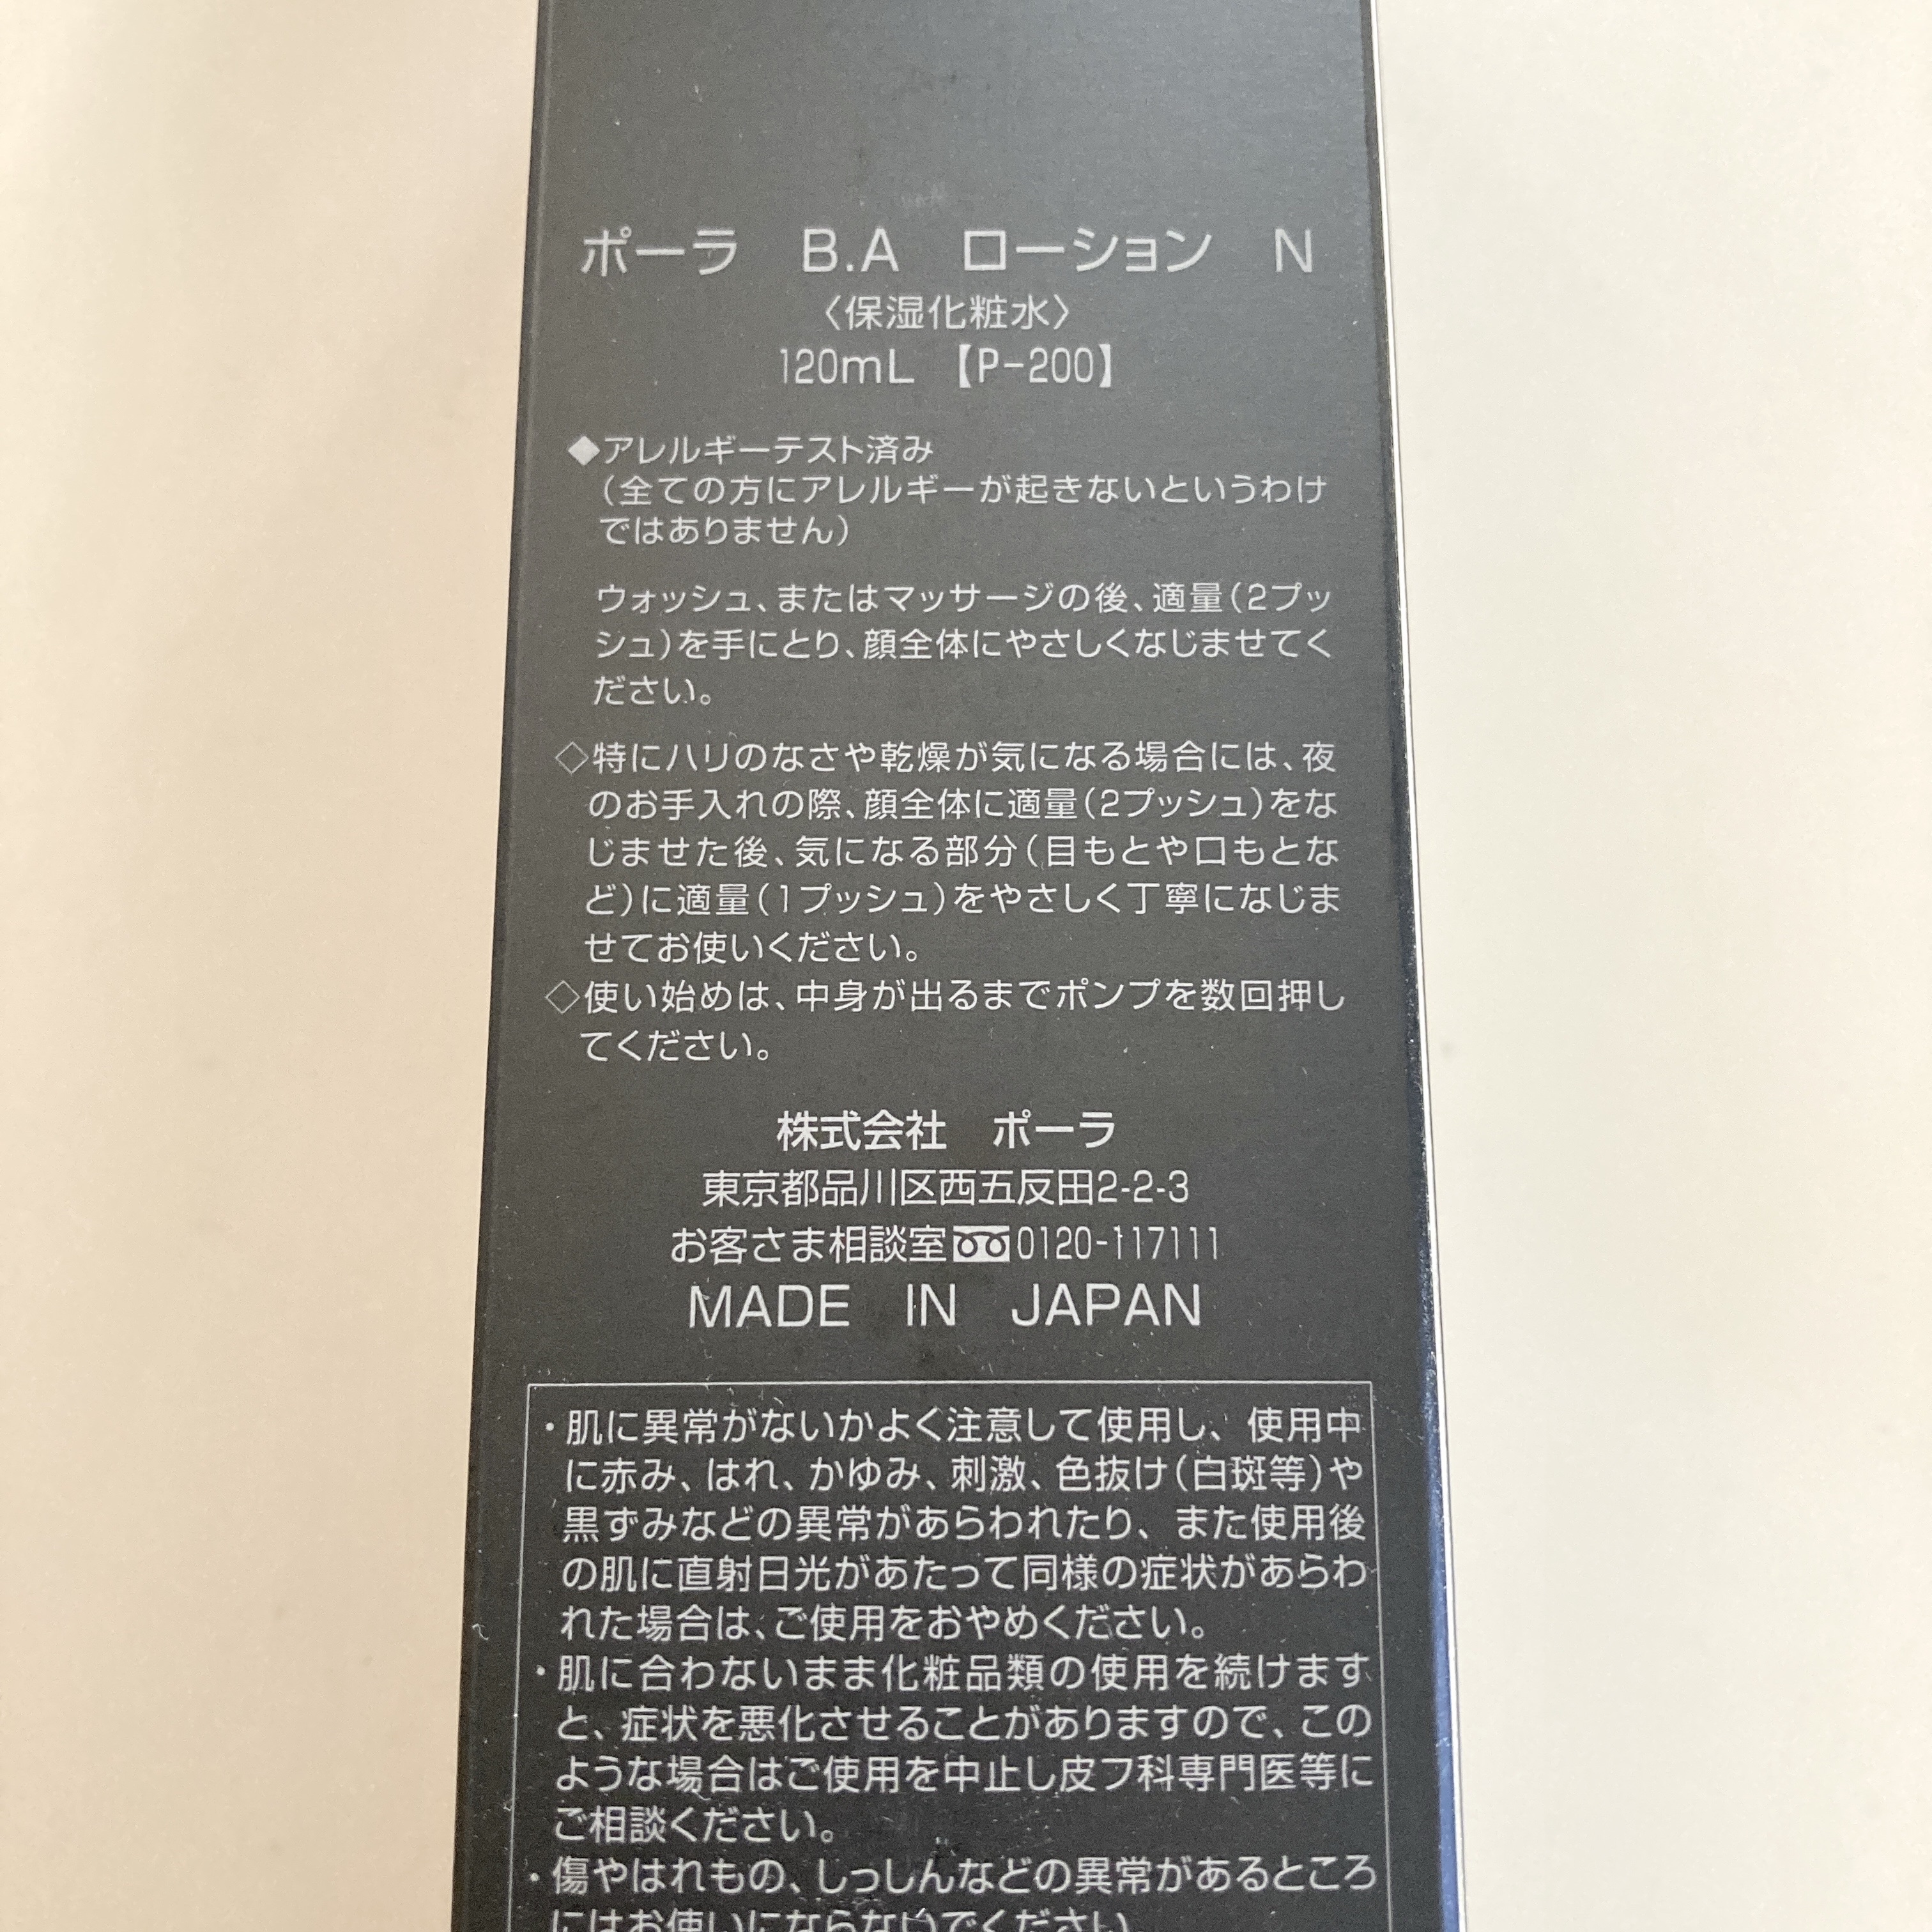 ポーラ B.A ローション N
〈保湿化粧水〉
120mL 【P-200】
◆アレルギーテスト済み
（全ての方にアレルギーが起きないというわけ
ではありません）
ウォッシュ、またはマッサージの後、適量（2プッ
シュ）を手にとり、顔全体にやさしくなじませてく
ださい。
◇特にハリのなさや乾燥が気になる場合には、夜
のお手入れの際、顔全体に適量（2プッシュ）をな
じませた後、気になる部分（目もとや口もとな
ど）に適量（1プッシュ）をやさしく丁寧になじま
せてお使いください。
◇使い始めは、中身が出るまでポンプを数回押し
てください。
株式会社 ポーラ
東京都品川区西五反田2-2-3
お客さま相談室 0120-117111
MADE IN JAPAN
・肌に異常がないかよく注意して使用し、使用中
に赤み、はれ、かゆみ、刺激、色抜け（白斑等）や
黒ずみなどの異常があらわれたり、また使用後
の肌に直射日光があたって同様の症状があらわ
れた場合は、ご使用をおやめください。
・肌に合わないまま化粧品類の使用を続けます
と、症状を悪化させることがありますので、この
ような場合はご使用を中止し皮フ科専門医等に
ご相談ください。
・傷やはれもの、しっしんなどの異常があるところ
にはお使いにならないでください。